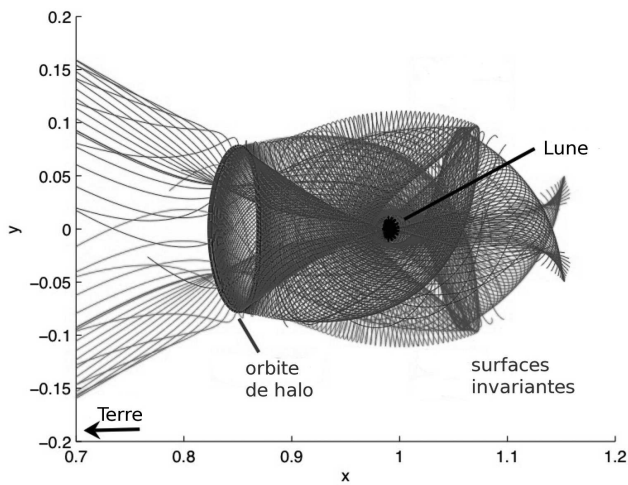 0.2
0.15
0.1
0.05
0
−0.05
−0.1
−0.15
−0.2
y
Lune
orbite
de halo
surfaces
invariantes
Terre
0.7
0.8
0.9
1
1.1
1.2
x